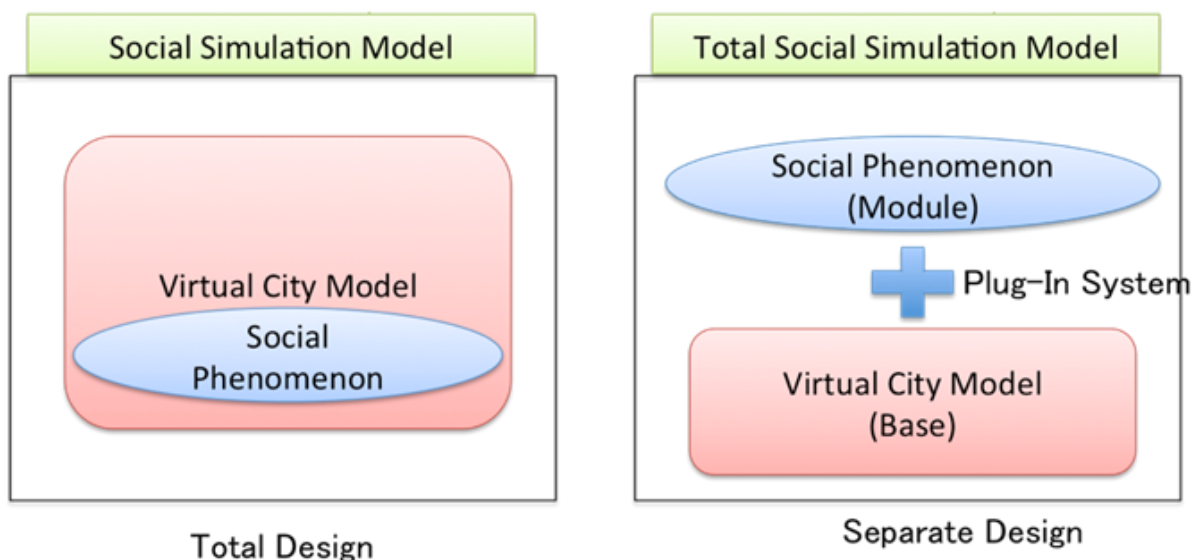 Social Simulation Model
Virtual City Model
Social
Phenomenon
Total Design
Total Social Simulation Model
Social Phenomenon
(Module)
Plug-In System
Virtual City Model
(Base)
Separate Design